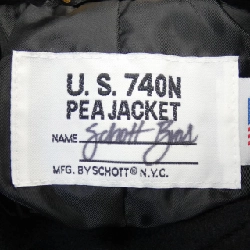 U. S. 740N
PEA JACKET
NAME Schott Bros
MFG. BY SCHOTT® N.Y.C.